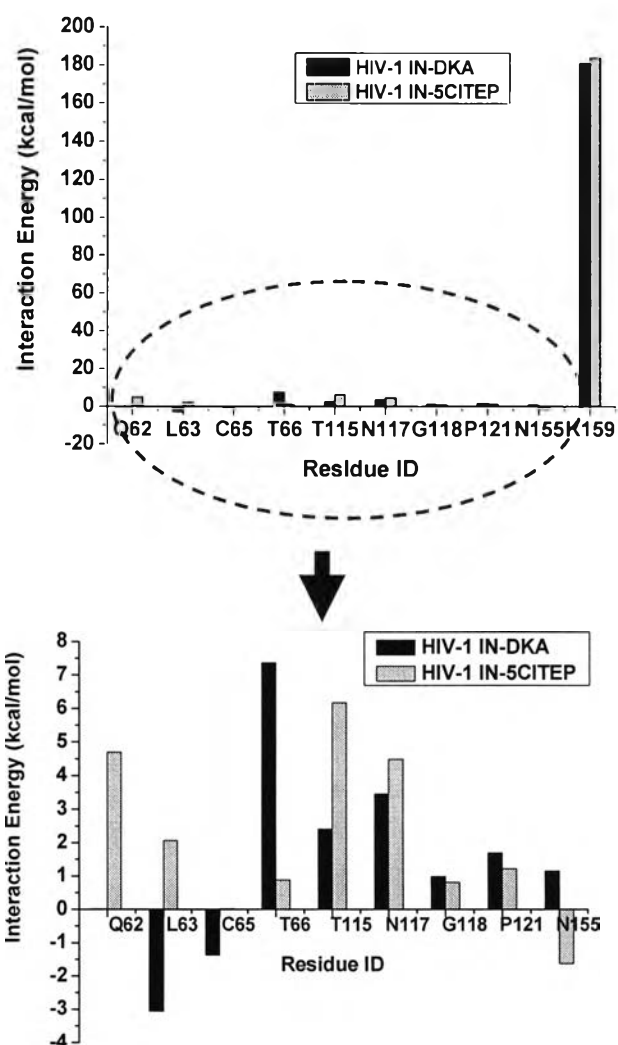 Interaction Energy (kcal/mol)
200
180
160
140
120
100
80
60
40
20
0
-20
HIV-1 IN-DKA
HIV-1 IN-5CITEP
Q62 L63 C65 T66 T115 N117 G118 P121 N155 K159
Residue ID
Interaction Energy (kcal/mol)
8
7
6
5
4
3
2
1
0
-1
-2
-3
-4
HIV-1 IN-DKA
HIV-1 IN-5CITEP
Q62 L63 C65 T66 T115 N117 G118 P121 N155
Residue ID